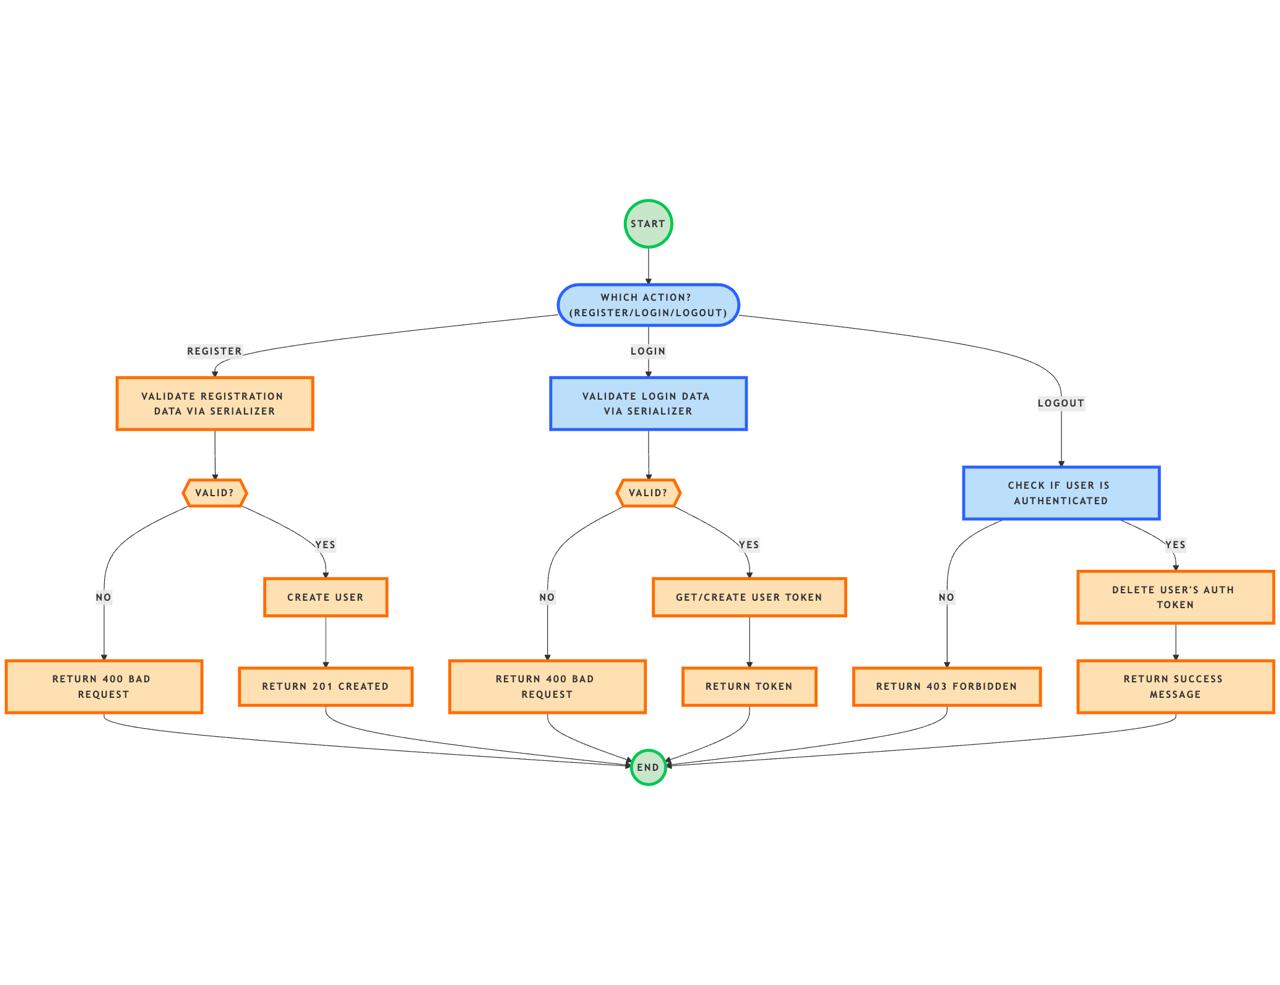 START
WHICH ACTION?
(REGISTER/LOGIN/LOGOUT)
REGISTER
LOGIN
LOGOUT
VALIDATE REGISTRATION
DATA VIA SERIALIZER
VALIDATE LOGIN DATA
VIA SERIALIZER
VALID?
VALID?
CHECK IF USER IS
AUTHENTICATED
YES
YES
YES
NO
CREATE USER
NO
GET/CREATE USER TOKEN
NO
DELETE USER'S AUTH
TOKEN
RETURN 400 BAD
REQUEST
RETURN 201 CREATED
RETURN 400 BAD
REQUEST
RETURN TOKEN
RETURN 403 FORBIDDEN
RETURN SUCCESS
MESSAGE
END